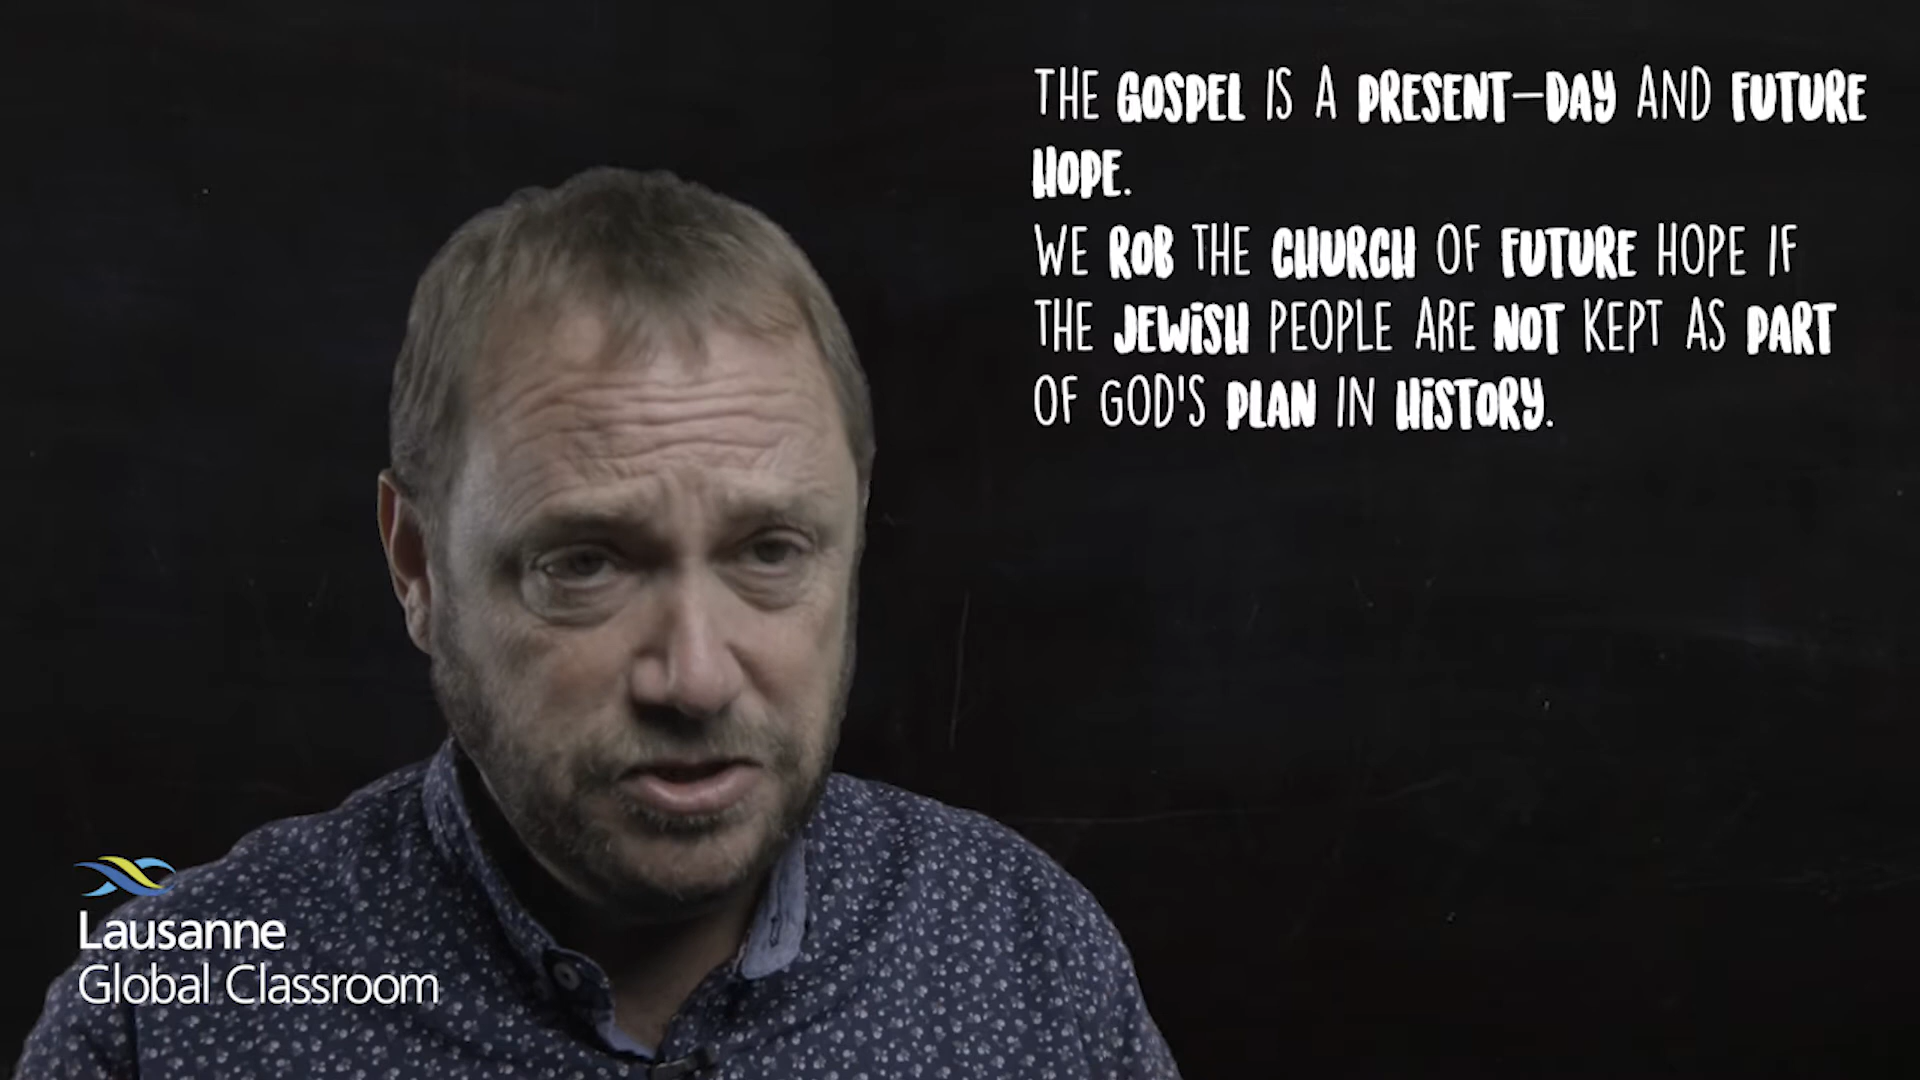 THE GOSPEL IS A PRESENT-DAY AND FUTURE
HOPE.
WE ROB THE CHURCH OF FUTURE HOPE IF
THE JEWISH PEOPLE ARE NOT KEPT AS PART
OF GOD'S PLAN IN HISTORY.
Lausanne
Global Classroom